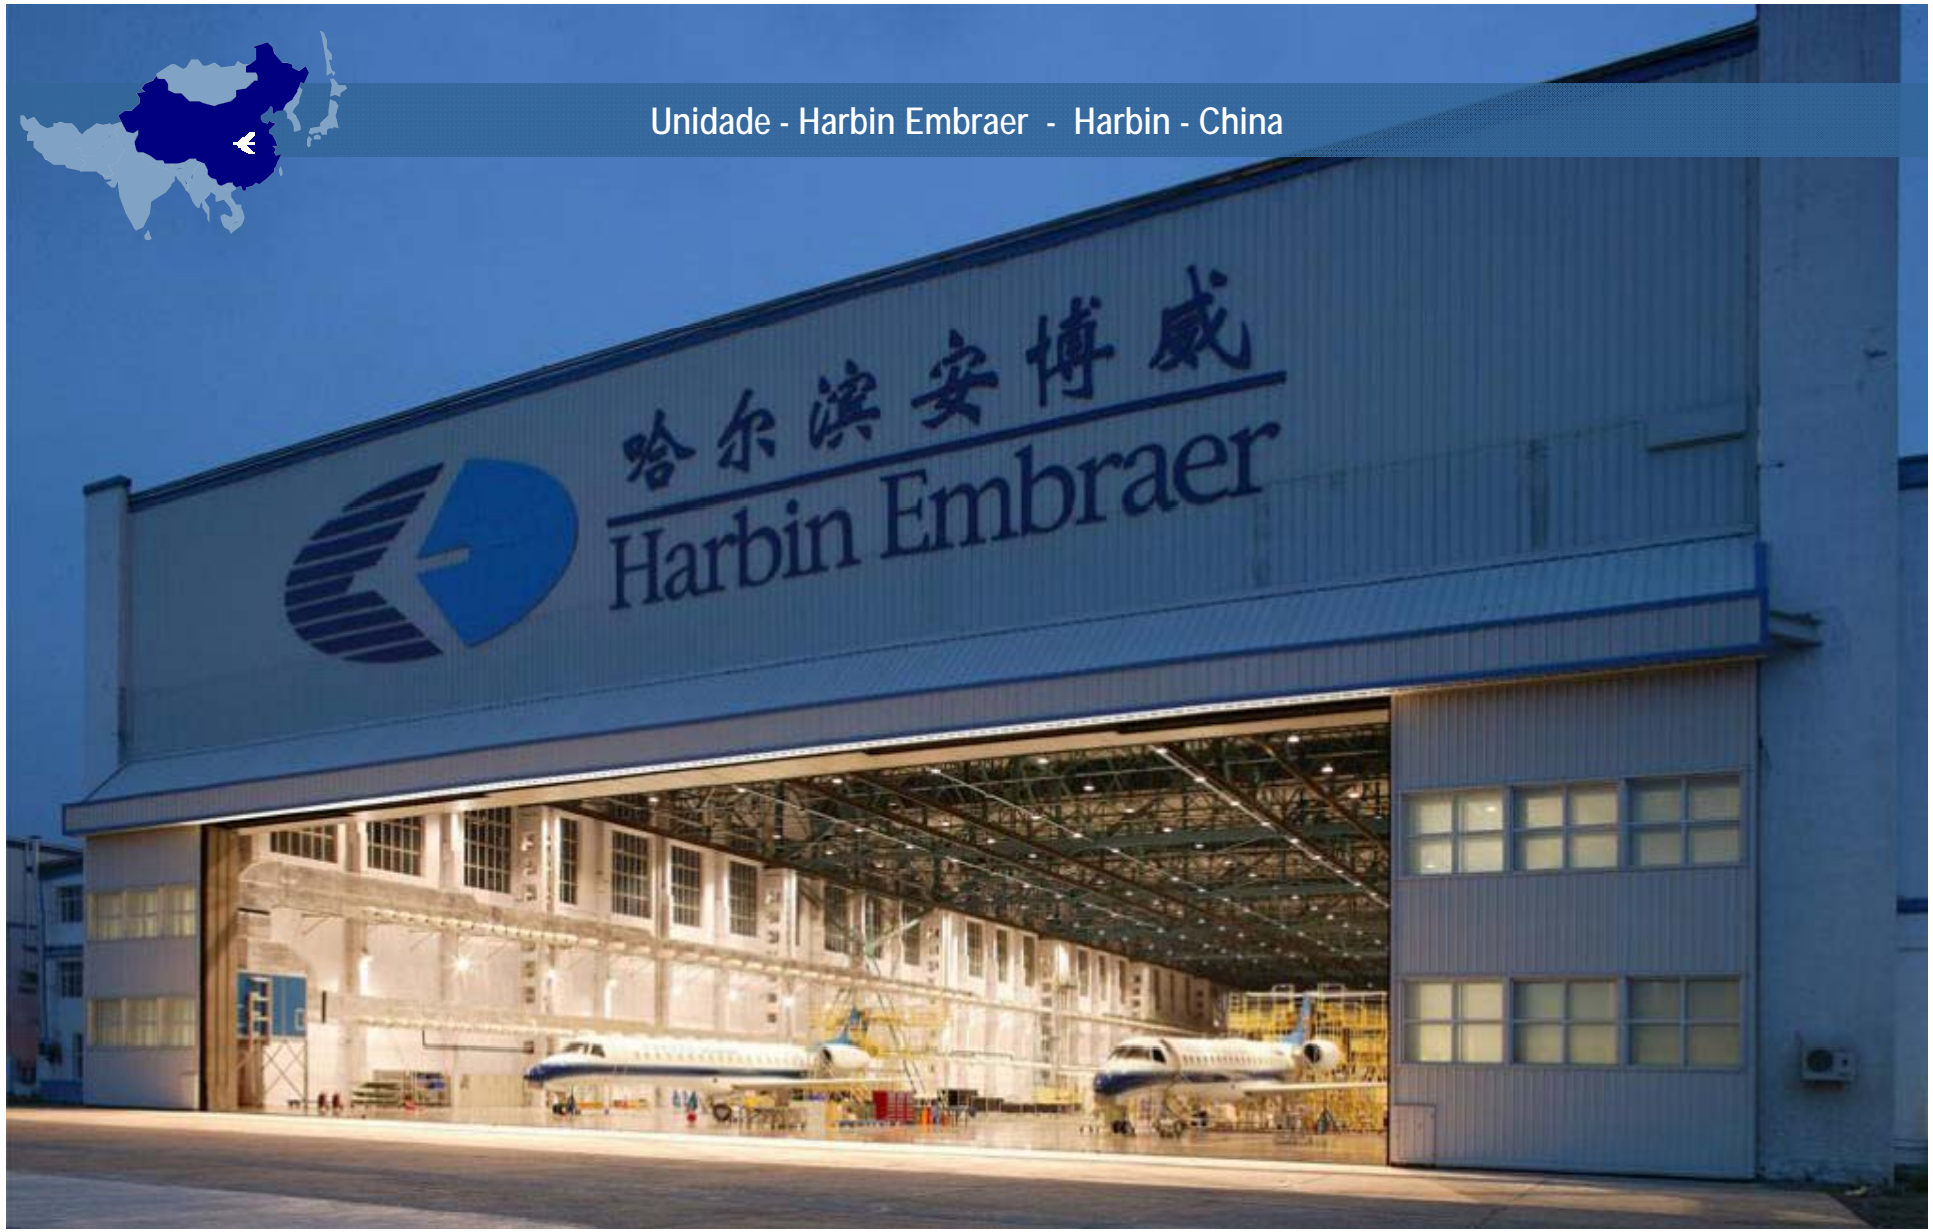 Unidade - Harbin Embraer - Harbin - China
哈尔滨安博威
Harbin Embraer